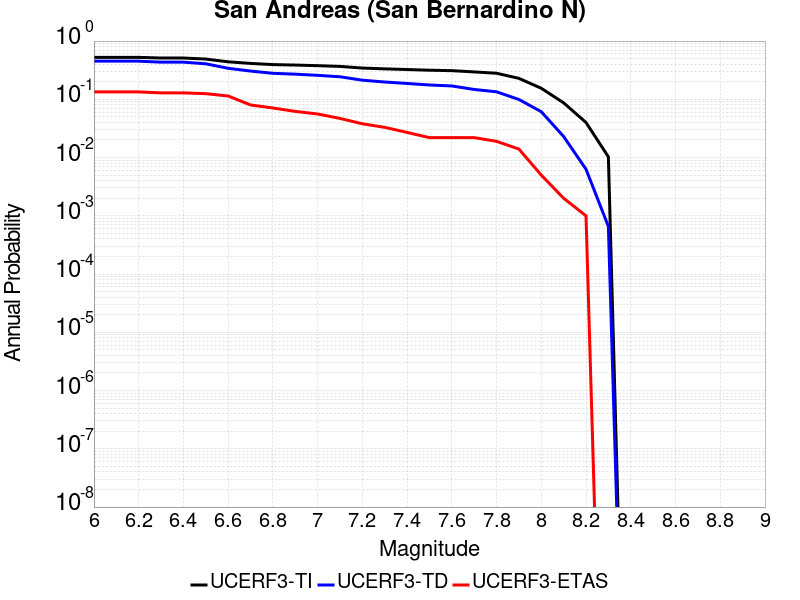 San Andreas (San Bernardino N)
10^0
10^-1
10^-2
10^-3
10^-4
10^-5
10^-6
10^-7
10^-8
Annual Probability
6 6.2 6.4 6.6 6.8 7 7.2 7.4 7.6 7.8 8 8.2 8.4 8.6 8.8 9
Magnitude
UCERF3-TI UCERF3-TD UCERF3-ETAS